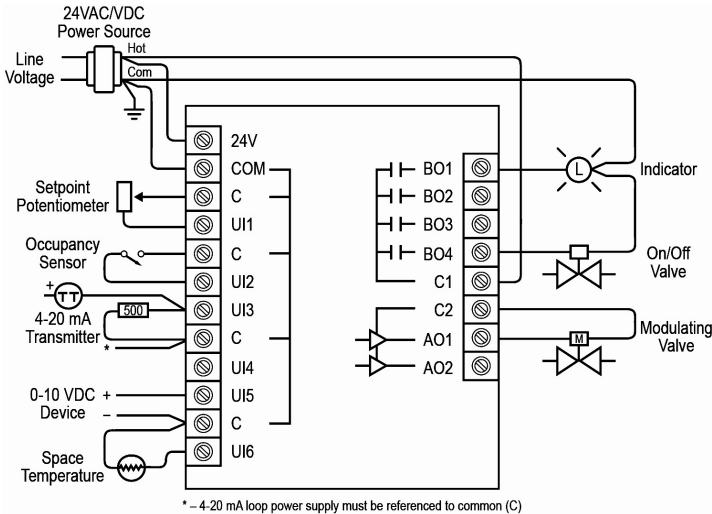 24VAC/VDC
Power Source
Hot
Line
Voltage
Com
24V
COM
C
UI1
C
UI2
UI3
C
UI4
UI5
C
UI6
Setpoint
Potentiometer
Occupancy
Sensor
+
TT
500
4-20 mA
Transmitter
*
0-10 VDC +
Device –
Space
Temperature
BO1
BO2
BO3
BO4
C1
C2
AO1
AO2
L
Indicator
On/Off
Valve
M
Modulating
Valve
* – 4-20 mA loop power supply must be referenced to common (C)